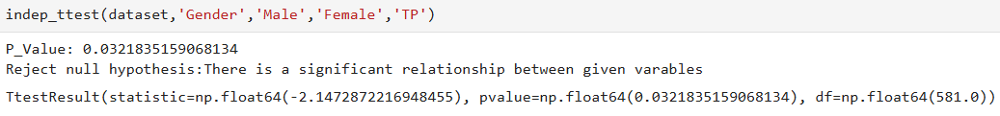 indep_ttest(dataset,'Gender','Male','Female','TP')
P_Value: 0.0321835159068134
Reject null hypothesis:There is a significant relationship between given varables
TtestResult(statistic=np.float64(-2.1472872216948455), pvalue=np.float64(0.0321835159068134), df=np.float64(581.0))